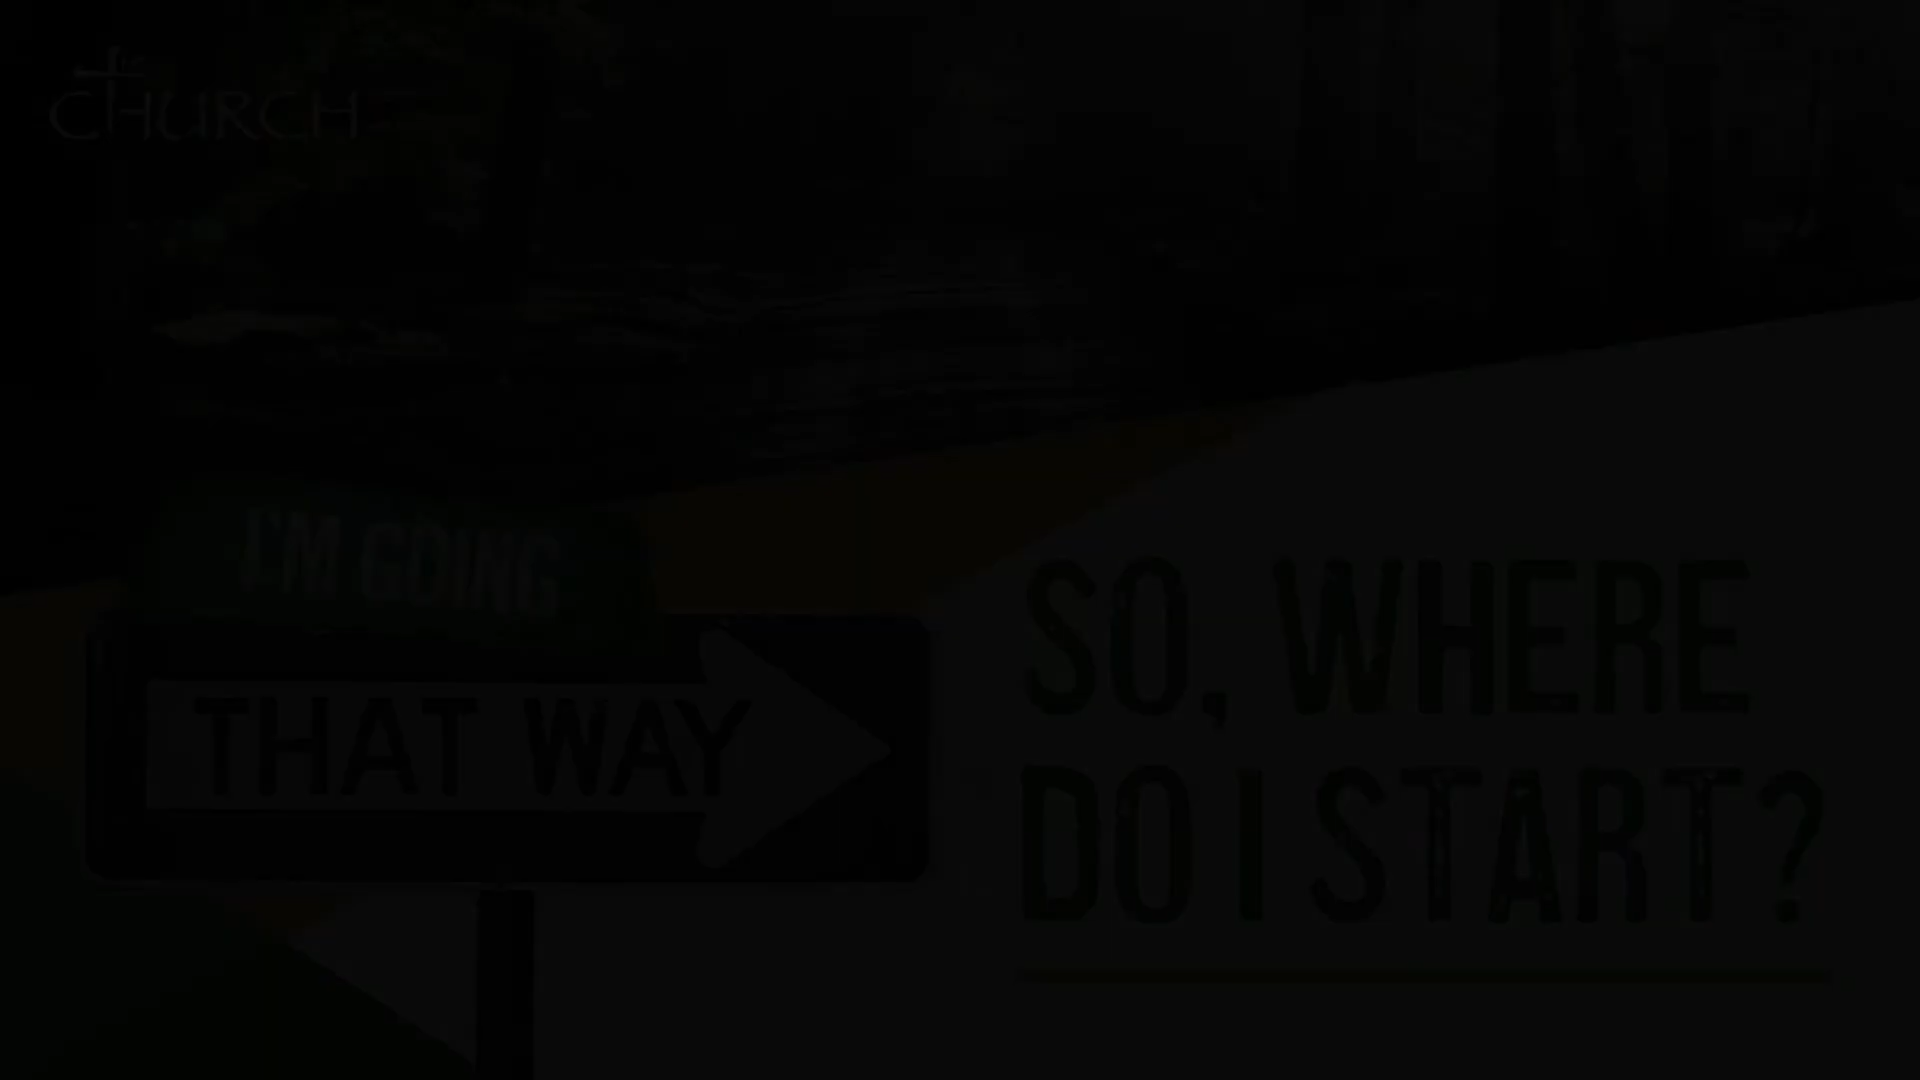 CHURCH
I'M GOING
THAT WAY
SO, WHERE
DO I START?